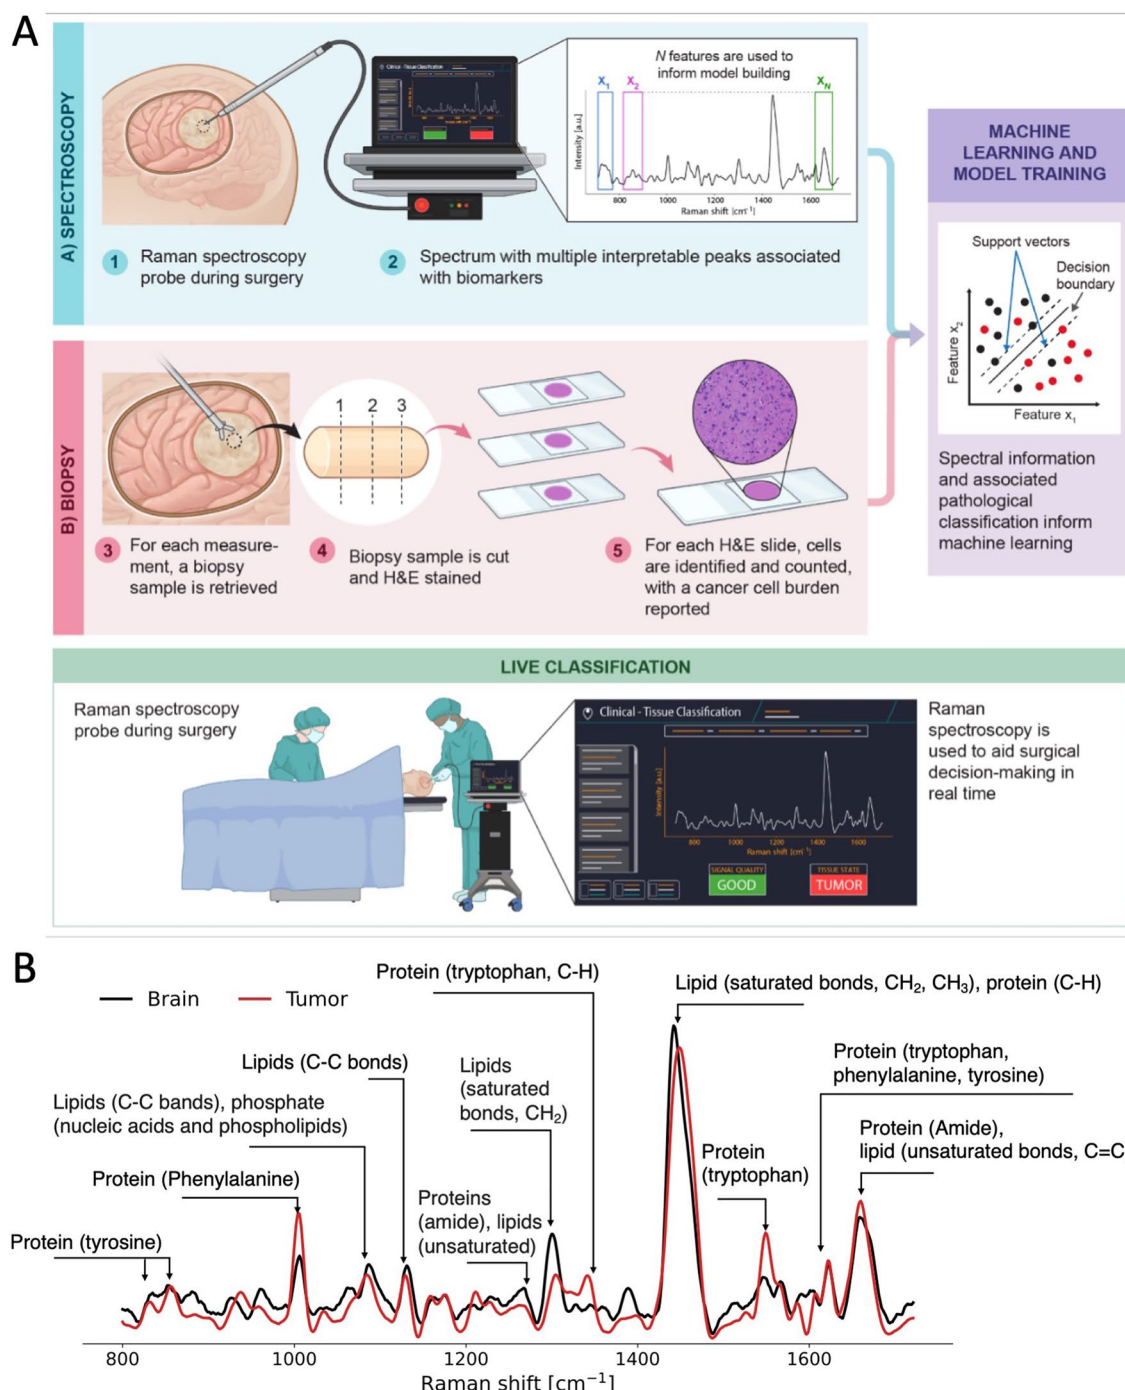 A
A) SPECTROSCOPY
Clinical - Tissue Classification
N features are used to
inform model building
X₁
X₂
X_N
Intensity [a.u.]
800 1000 1200 1400 1600
Raman shift [cm⁻¹]
1
Raman spectroscopy
probe during surgery
2
Spectrum with multiple interpretable peaks associated
with biomarkers
MACHINE
LEARNING AND
MODEL TRAINING
Support vectors
Decision
boundary
Feature x₂
Feature x₁
Spectral information
and associated
pathological
classification inform
machine learning
B) BIOPSY
1 2 3
3
For each measure-
ment, a biopsy
sample is retrieved
4
Biopsy sample is cut
and H&E stained
5
For each H&E slide, cells
are identified and counted,
with a cancer cell burden
reported
LIVE CLASSIFICATION
Raman spectroscopy
probe during surgery
Clinical - Tissue Classification
Intensity [a.u.]
800 1000 1200 1400 1600
Raman shift [cm⁻¹]
SIGNAL QUALITY
GOOD
TISSUE STATE
TUMOR
Raman
spectroscopy is
used to aid surgical
decision-making in
real time
B
Brain
Tumor
Protein (tryptophan, C-H)
Lipid (saturated bonds, CH₂, CH₃), protein (C-H)
Lipids (C-C bonds)
Lipids
(saturated
bonds, CH₂)
Protein (tryptophan,
phenylalanine, tyrosine)
Lipids (C-C bands), phosphate
(nucleic acids and phospholipids)
Protein (Amide),
lipid (unsaturated bonds, C=C
Protein
(tryptophan)
Protein (Phenylalanine)
Proteins
(amide), lipids
(unsaturated)
Protein (tyrosine)
800 1000 1200 1400 1600
Raman shift [cm⁻¹]